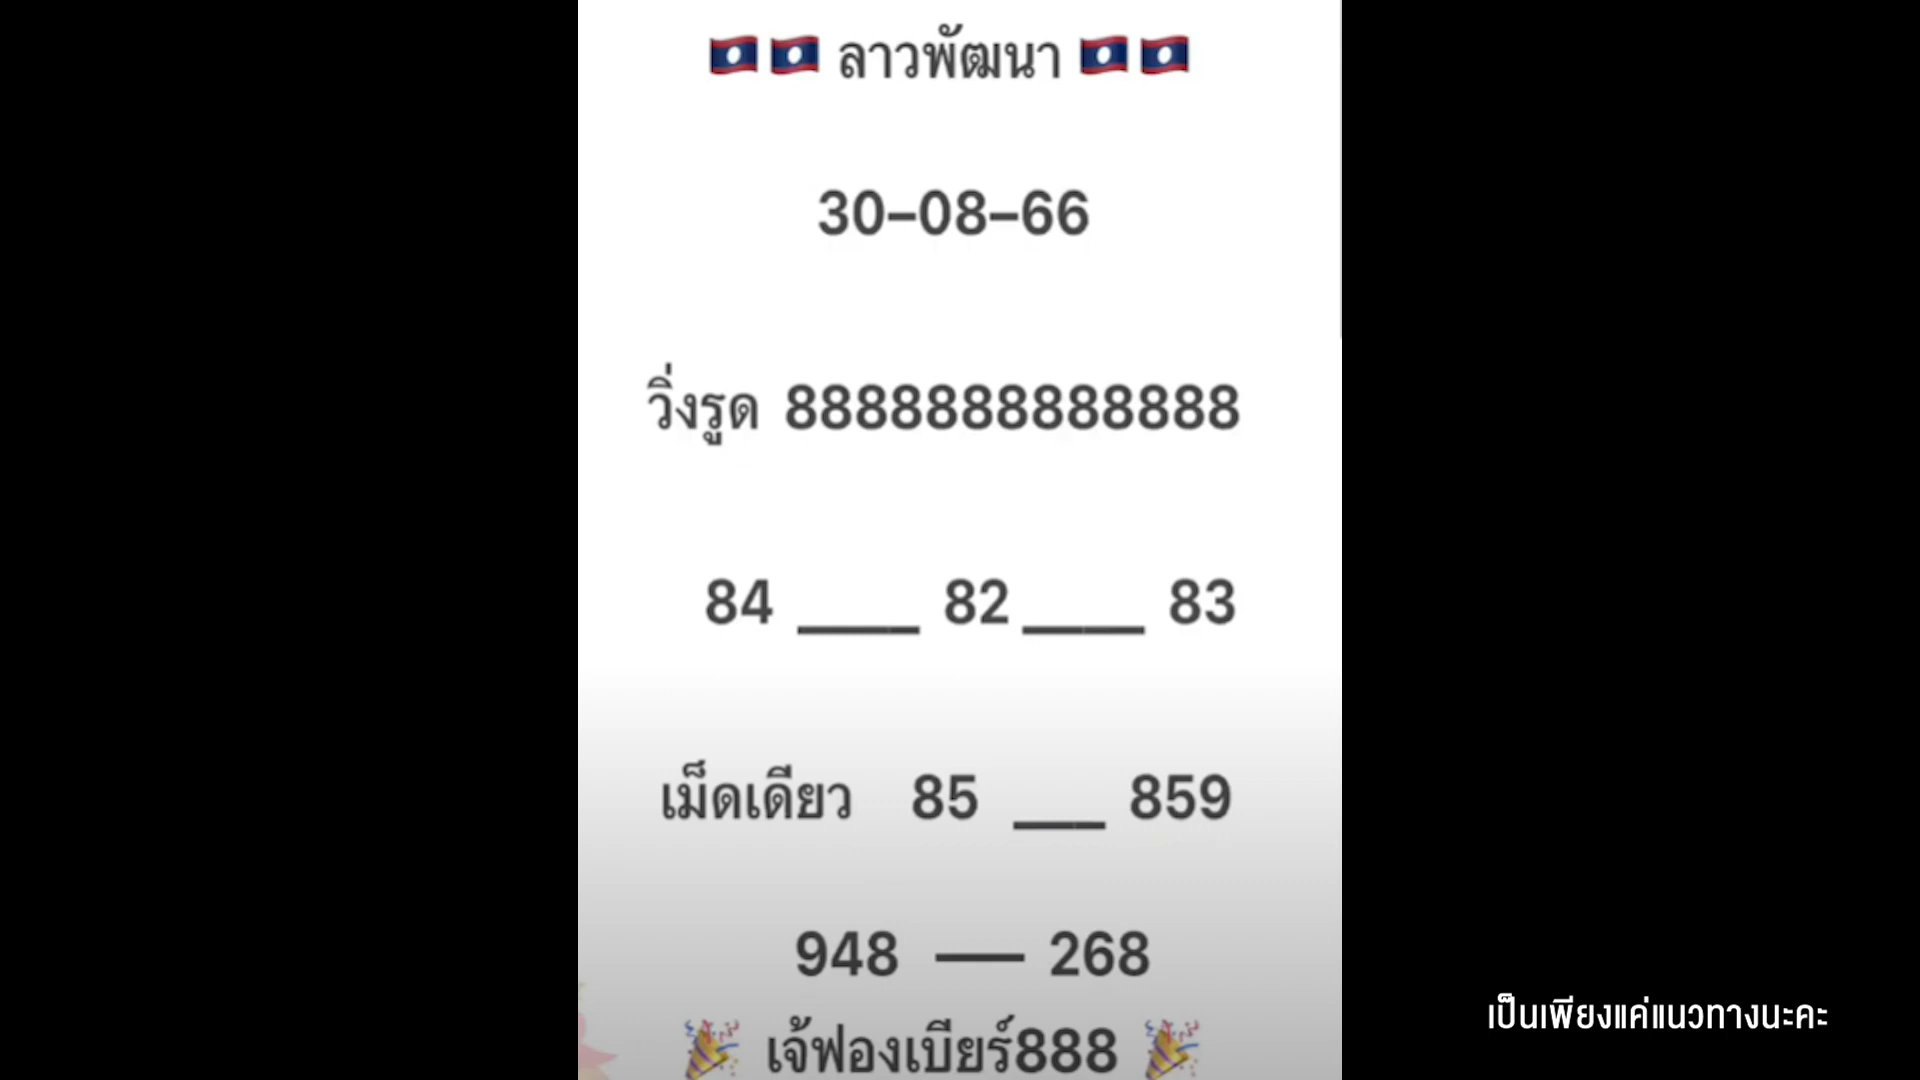 🇱🇦🇱🇦 ลาวพัฒนา 🇱🇦🇱🇦
30–08–66
วิ่งรูด 8888888888888
84 ____ 82 ____ 83
เม็ดเดียว 85 ___ 859
948 —– 268
🎉 เจ้ฟองเบียร์888 🎉
เป็นเพียงแค่แนวทางนะคะ